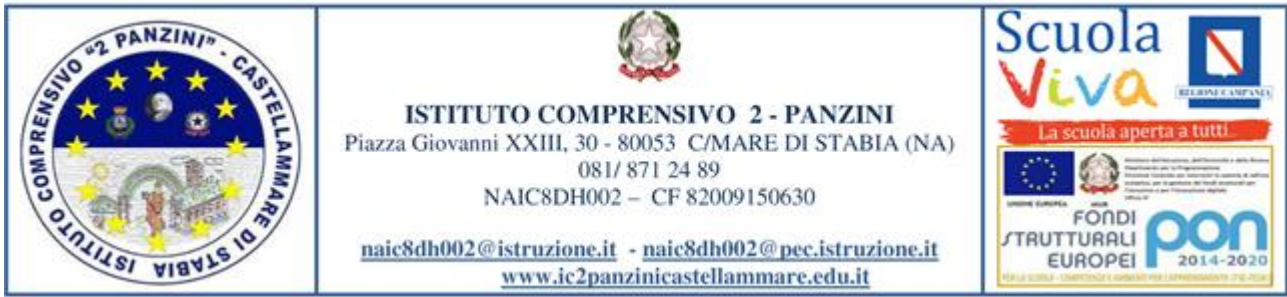 ISTITUTO COMPRENSIVO "2 PANZINI" - CASTELLAMMARE DI STABIA
ISTITUTO COMPRENSIVO 2 - PANZINI
Piazza Giovanni XXIII, 30 - 80053 C/MARE DI STABIA (NA)
081/ 871 24 89
NAIC8DH002 – CF 82009150630
naic8dh002@istruzione.it - naic8dh002@pec.istruzione.it
www.ic2panzinicastellammare.edu.it
Scuola
Viva
REGIONE CAMPANIA
La scuola aperta a tutti
UNIONE EUROPEA
MIUR
FONDI
STRUTTURALI
EUROPEI
pon
2014-2020